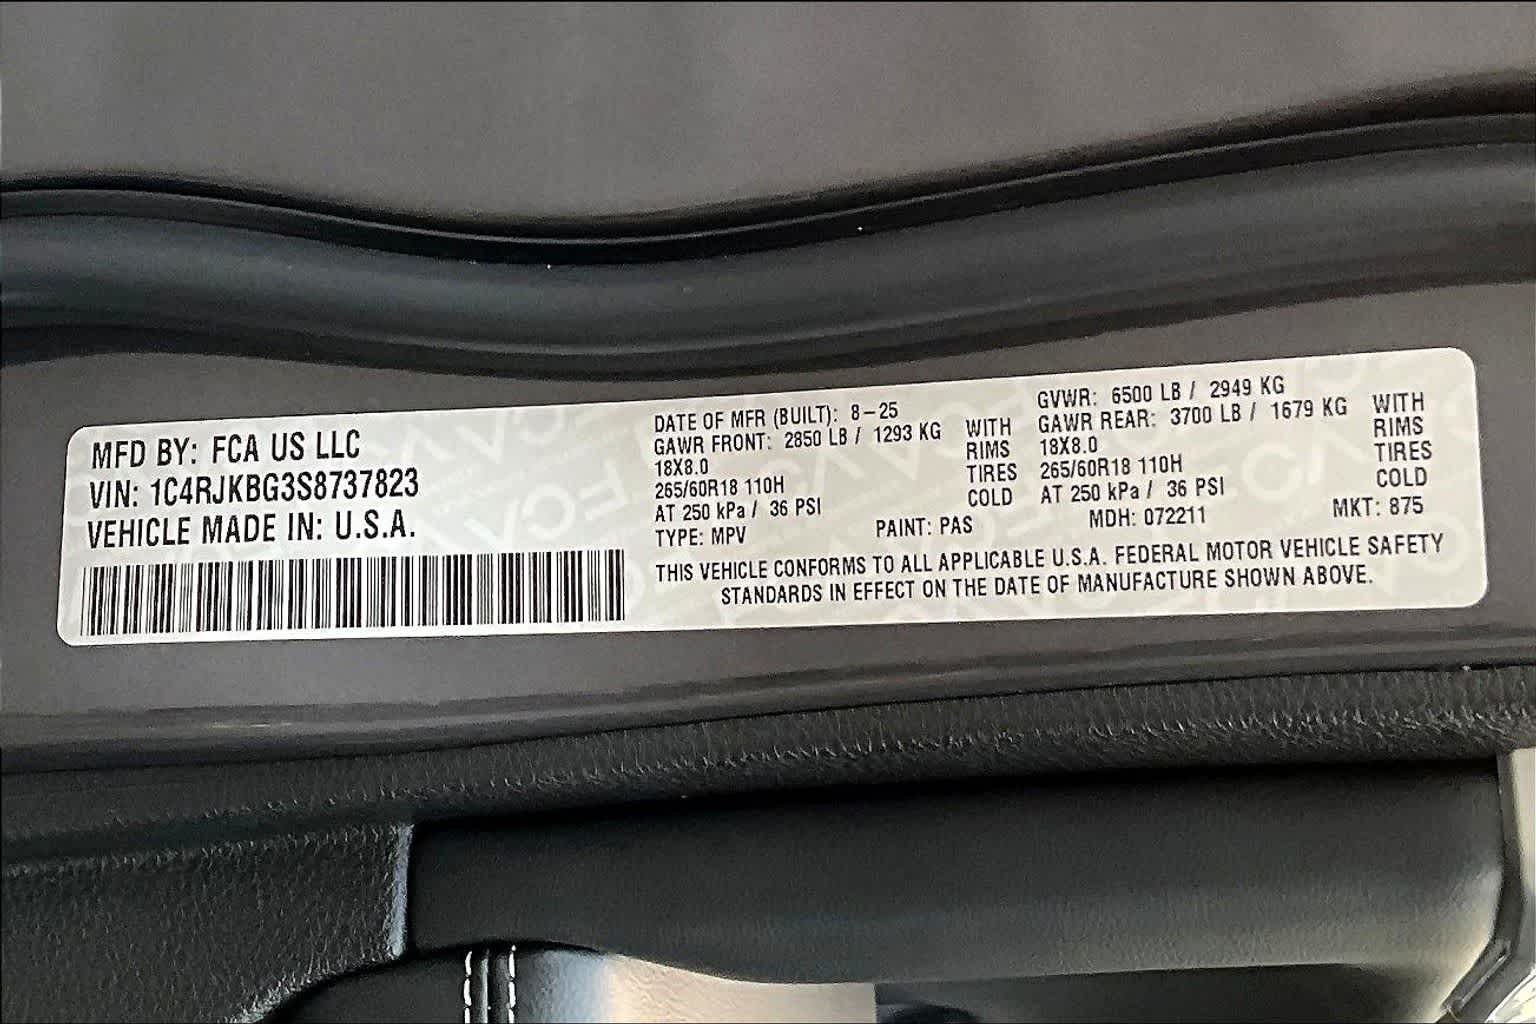 MFD BY: FCA US LLC
VIN: 1C4RJKBG3S8737823
VEHICLE MADE IN: U.S.A.
DATE OF MFR (BUILT): 8-25
GAWR FRONT: 2850 LB / 1293 KG WITH
18X8.0 RIMS
265/60R18 110H TIRES
AT 250 kPa / 36 PSI COLD
TYPE: MPV PAINT: PAS
GVWR: 6500 LB / 2949 KG
GAWR REAR: 3700 LB / 1679 KG WITH
18X8.0 RIMS
265/60R18 110H TIRES
AT 250 kPa / 36 PSI COLD
MDH: 072211 MKT: 875
THIS VEHICLE CONFORMS TO ALL APPLICABLE U.S.A. FEDERAL MOTOR VEHICLE SAFETY
STANDARDS IN EFFECT ON THE DATE OF MANUFACTURE SHOWN ABOVE.